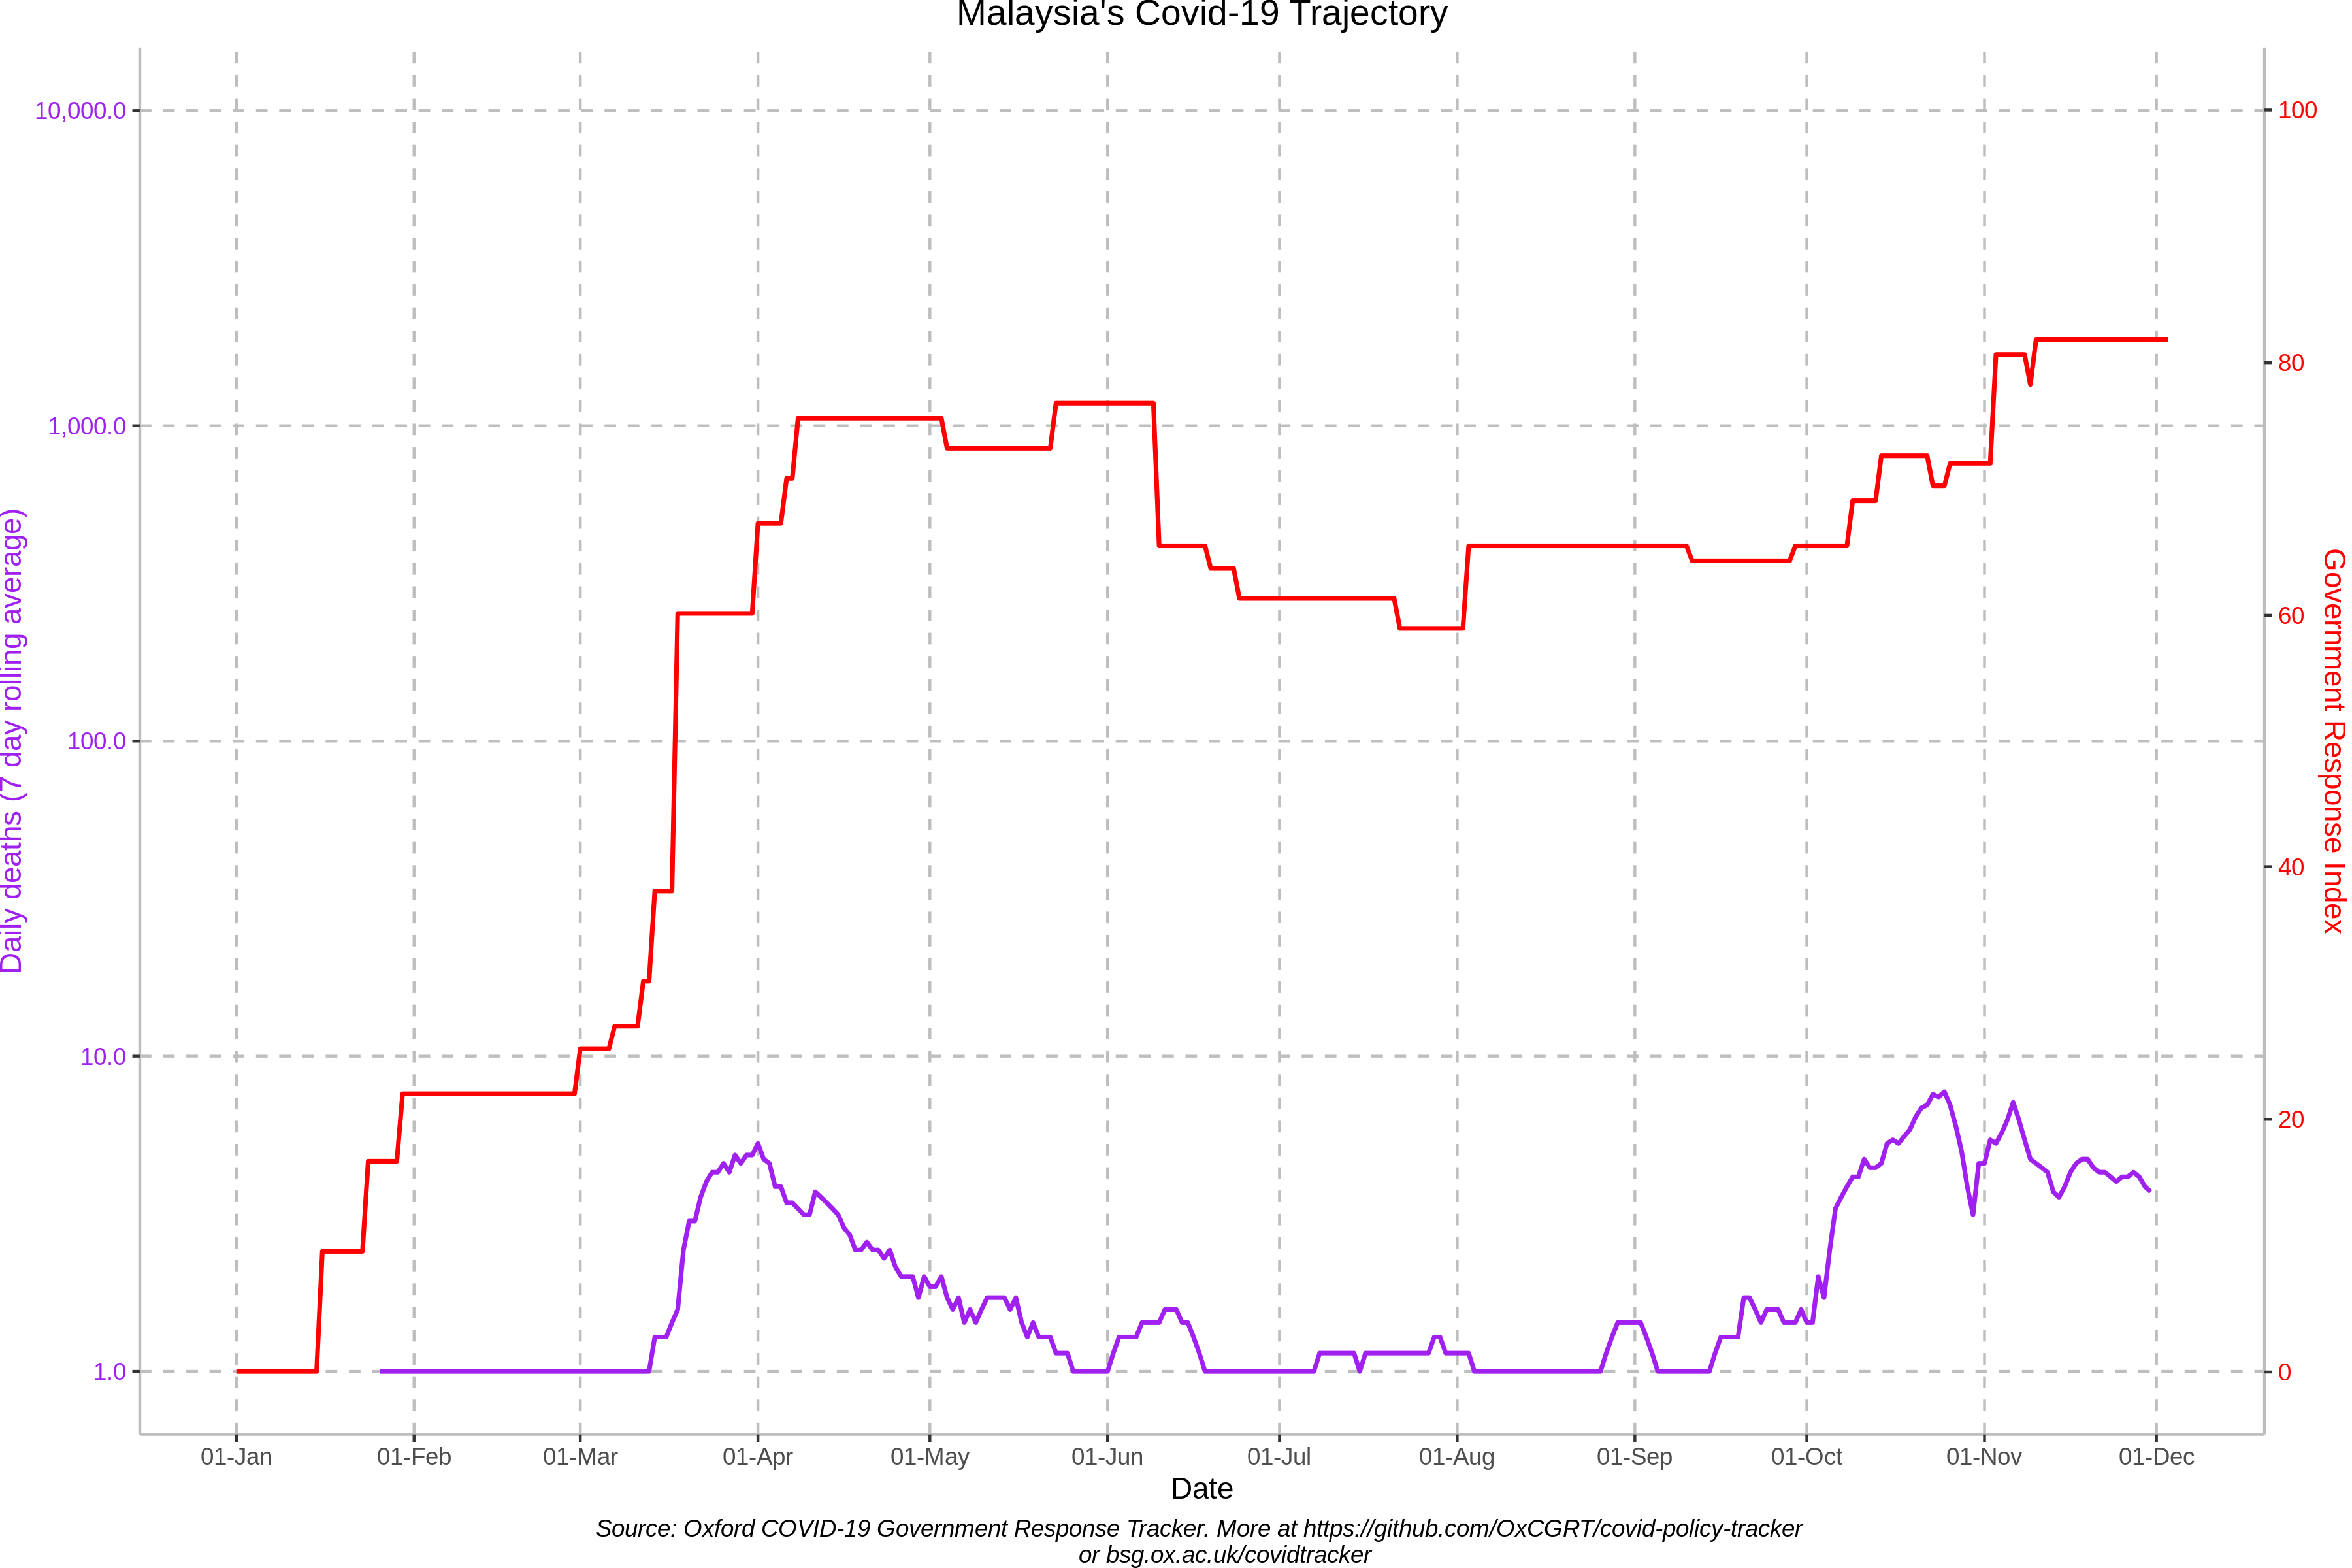 Malaysia's Covid-19 Trajectory
Daily deaths (7 day rolling average)
10,000.0
1,000.0
100.0
10.0
1.0
100
80
60
40
20
0
Government Response Index
01-Jan 01-Feb 01-Mar 01-Apr 01-May 01-Jun 01-Jul 01-Aug 01-Sep 01-Oct 01-Nov 01-Dec
Date
Source: Oxford COVID-19 Government Response Tracker. More at https://github.com/OxCGRT/covid-policy-tracker
or bsg.ox.ac.uk/covidtracker